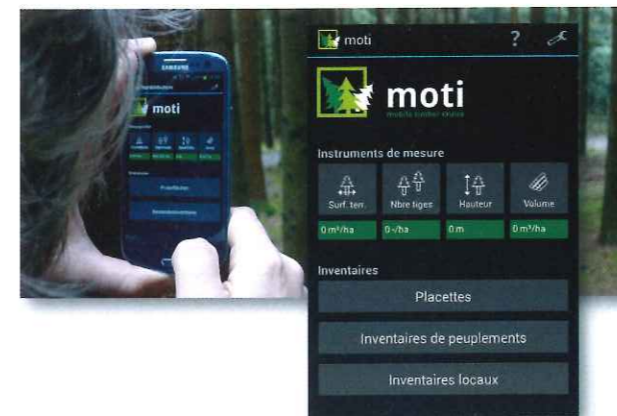 SAMSUNG
moti
moti ?
moti
mobile timber cruise
Instruments de mesure
Surf. terr. Nbre tiges Hauteur Volume
0 m²/ha 0 -/ha 0 m 0 m³/ha
Inventaires
Placettes
Inventaires de peuplements
Inventaires locaux